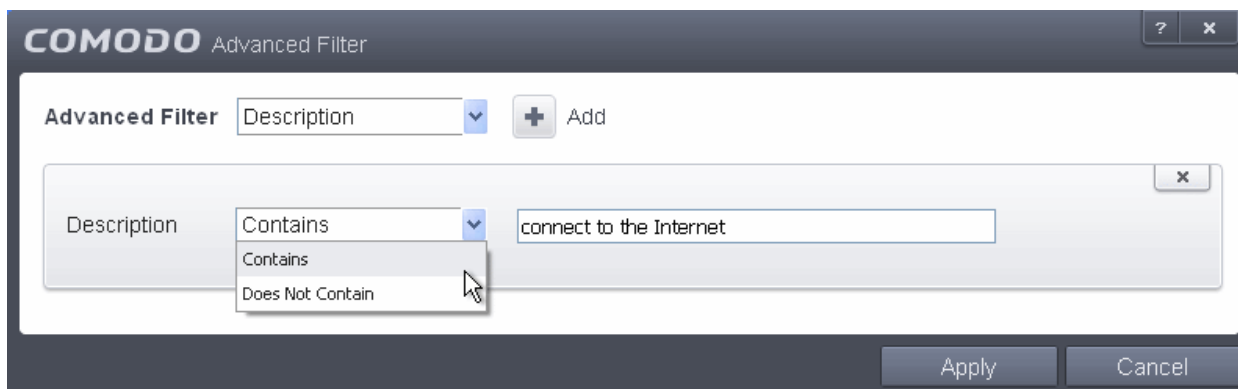 COMODO Advanced Filter ? x
Advanced Filter Description + Add
x
Description Contains connect to the Internet
Contains
Does Not Contain
Apply Cancel